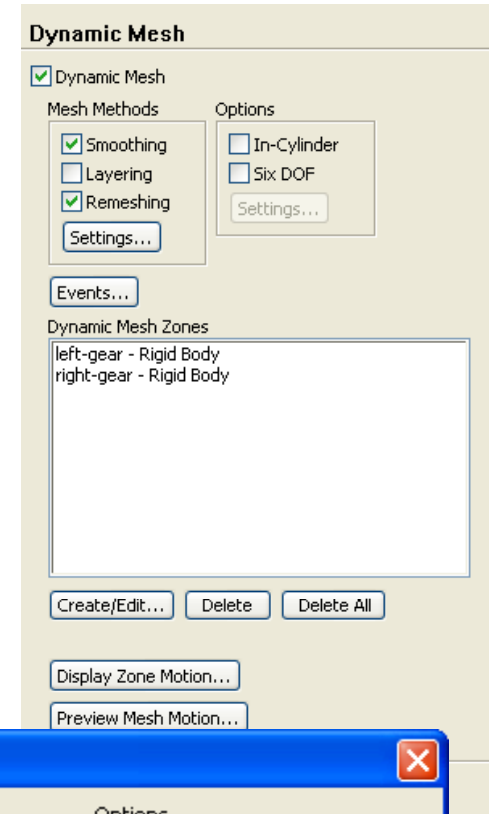 Dynamic Mesh
Dynamic Mesh
Mesh Methods
Smoothing
Layering
Remeshing
Settings...
Options
In-Cylinder
Six DOF
Settings...
Events...
Dynamic Mesh Zones
left-gear - Rigid Body
right-gear - Rigid Body
Create/Edit... Delete Delete All
Display Zone Motion...
Preview Mesh Motion...
Options